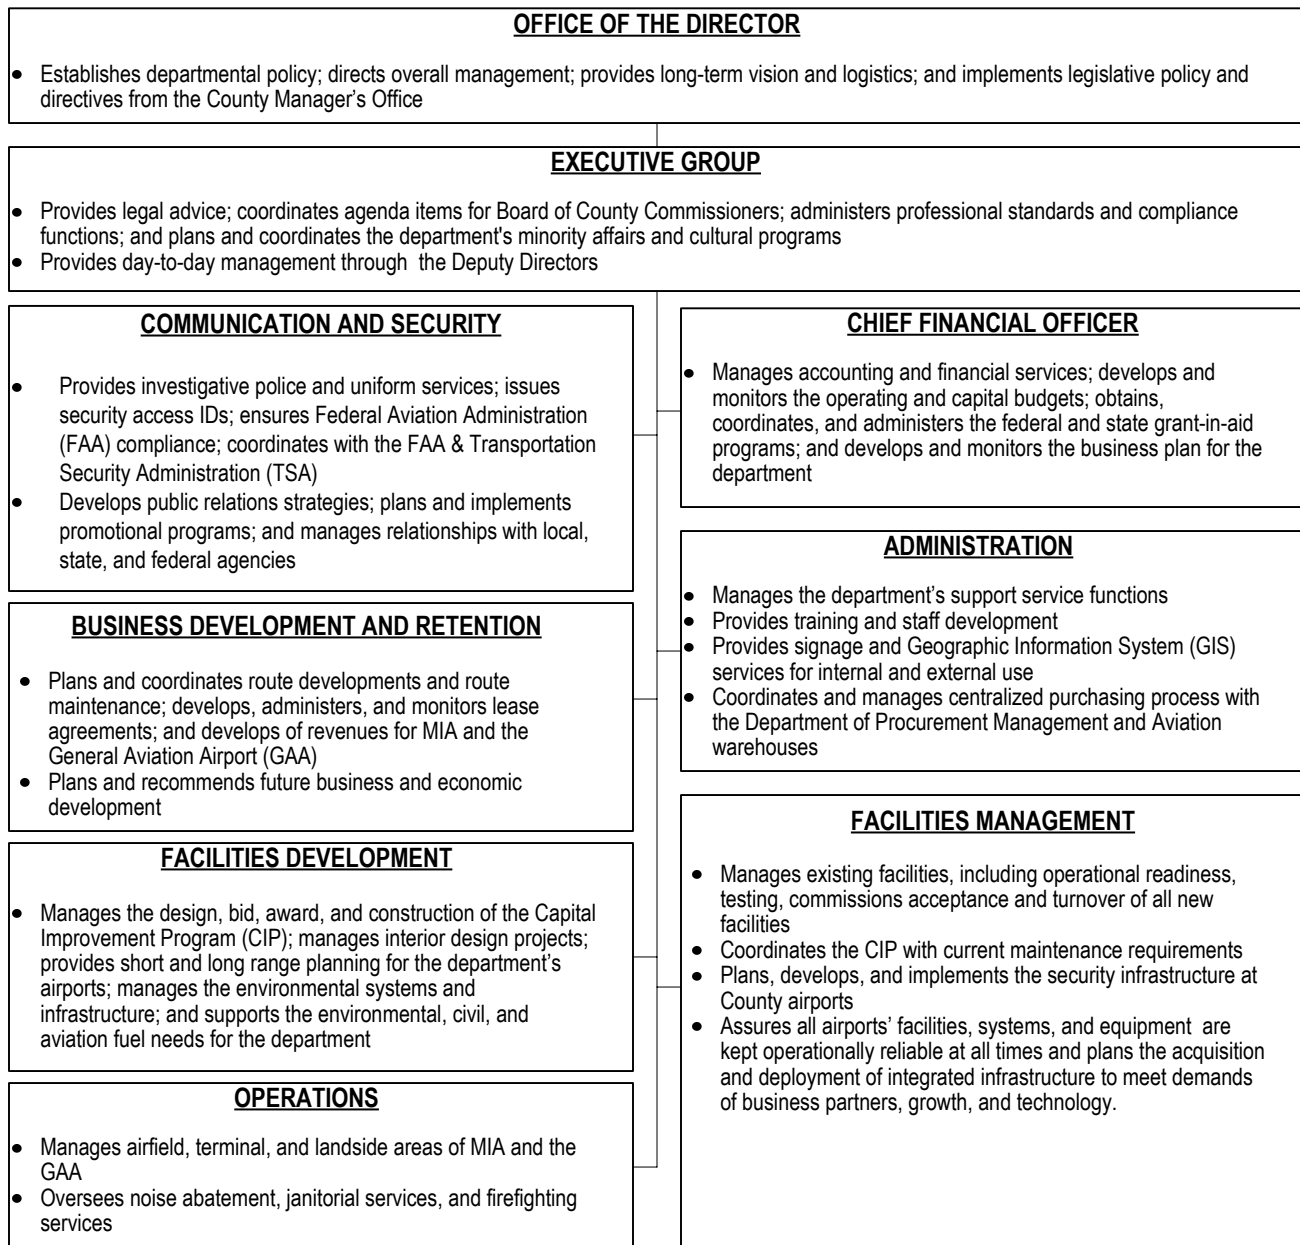 OFFICE OF THE DIRECTOR
• Establishes departmental policy; directs overall management; provides long-term vision and logistics; and implements legislative policy and
directives from the County Manager’s Office
EXECUTIVE GROUP
• Provides legal advice; coordinates agenda items for Board of County Commissioners; administers professional standards and compliance
functions; and plans and coordinates the department's minority affairs and cultural programs
• Provides day-to-day management through the Deputy Directors
COMMUNICATION AND SECURITY
• Provides investigative police and uniform services; issues
security access IDs; ensures Federal Aviation Administration
(FAA) compliance; coordinates with the FAA & Transportation
Security Administration (TSA)
• Develops public relations strategies; plans and implements
promotional programs; and manages relationships with local,
state, and federal agencies
BUSINESS DEVELOPMENT AND RETENTION
• Plans and coordinates route developments and route
maintenance; develops, administers, and monitors lease
agreements; and develops of revenues for MIA and the
General Aviation Airport (GAA)
• Plans and recommends future business and economic
development
FACILITIES DEVELOPMENT
• Manages the design, bid, award, and construction of the Capital
Improvement Program (CIP); manages interior design projects;
provides short and long range planning for the department’s
airports; manages the environmental systems and
infrastructure; and supports the environmental, civil, and
aviation fuel needs for the department
OPERATIONS
• Manages airfield, terminal, and landside areas of MIA and the
GAA
• Oversees noise abatement, janitorial services, and firefighting
services
CHIEF FINANCIAL OFFICER
• Manages accounting and financial services; develops and
monitors the operating and capital budgets; obtains,
coordinates, and administers the federal and state grant-in-aid
programs; and develops and monitors the business plan for the
department
ADMINISTRATION
• Manages the department’s support service functions
• Provides training and staff development
• Provides signage and Geographic Information System (GIS)
services for internal and external use
• Coordinates and manages centralized purchasing process with
the Department of Procurement Management and Aviation
warehouses
FACILITIES MANAGEMENT
• Manages existing facilities, including operational readiness,
testing, commissions acceptance and turnover of all new
facilities
• Coordinates the CIP with current maintenance requirements
• Plans, develops, and implements the security infrastructure at
County airports
• Assures all airports’ facilities, systems, and equipment are
kept operationally reliable at all times and plans the acquisition
and deployment of integrated infrastructure to meet demands
of business partners, growth, and technology.